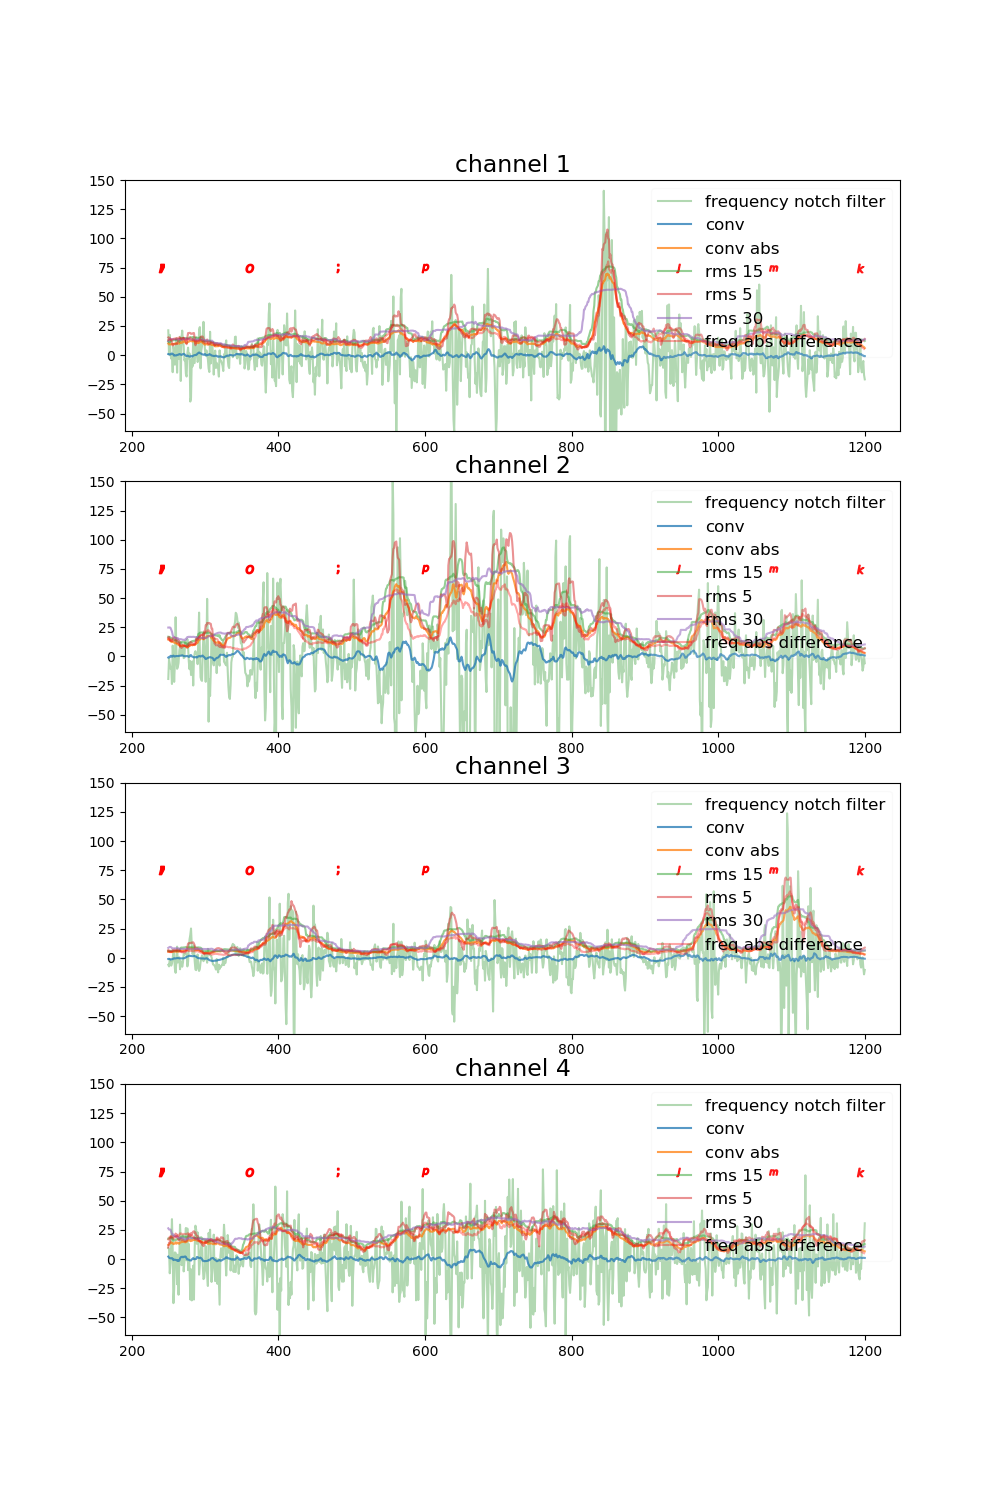 channel 1
150
125
100
75
50
25
0
−25
−50
frequency notch filter
conv
conv abs
rms 15
rms 5
rms 30
freq abs difference
o ; p l m k
200 400 600 800 1000 1200
channel 2
150
125
100
75
50
25
0
−25
−50
frequency notch filter
conv
conv abs
rms 15
rms 5
rms 30
freq abs difference
o ; p l m k
200 400 600 800 1000 1200
channel 3
150
125
100
75
50
25
0
−25
−50
frequency notch filter
conv
conv abs
rms 15
rms 5
rms 30
freq abs difference
o ; p l m k
200 400 600 800 1000 1200
channel 4
150
125
100
75
50
25
0
−25
−50
frequency notch filter
conv
conv abs
rms 15
rms 5
rms 30
freq abs difference
o ; p l m k
200 400 600 800 1000 1200